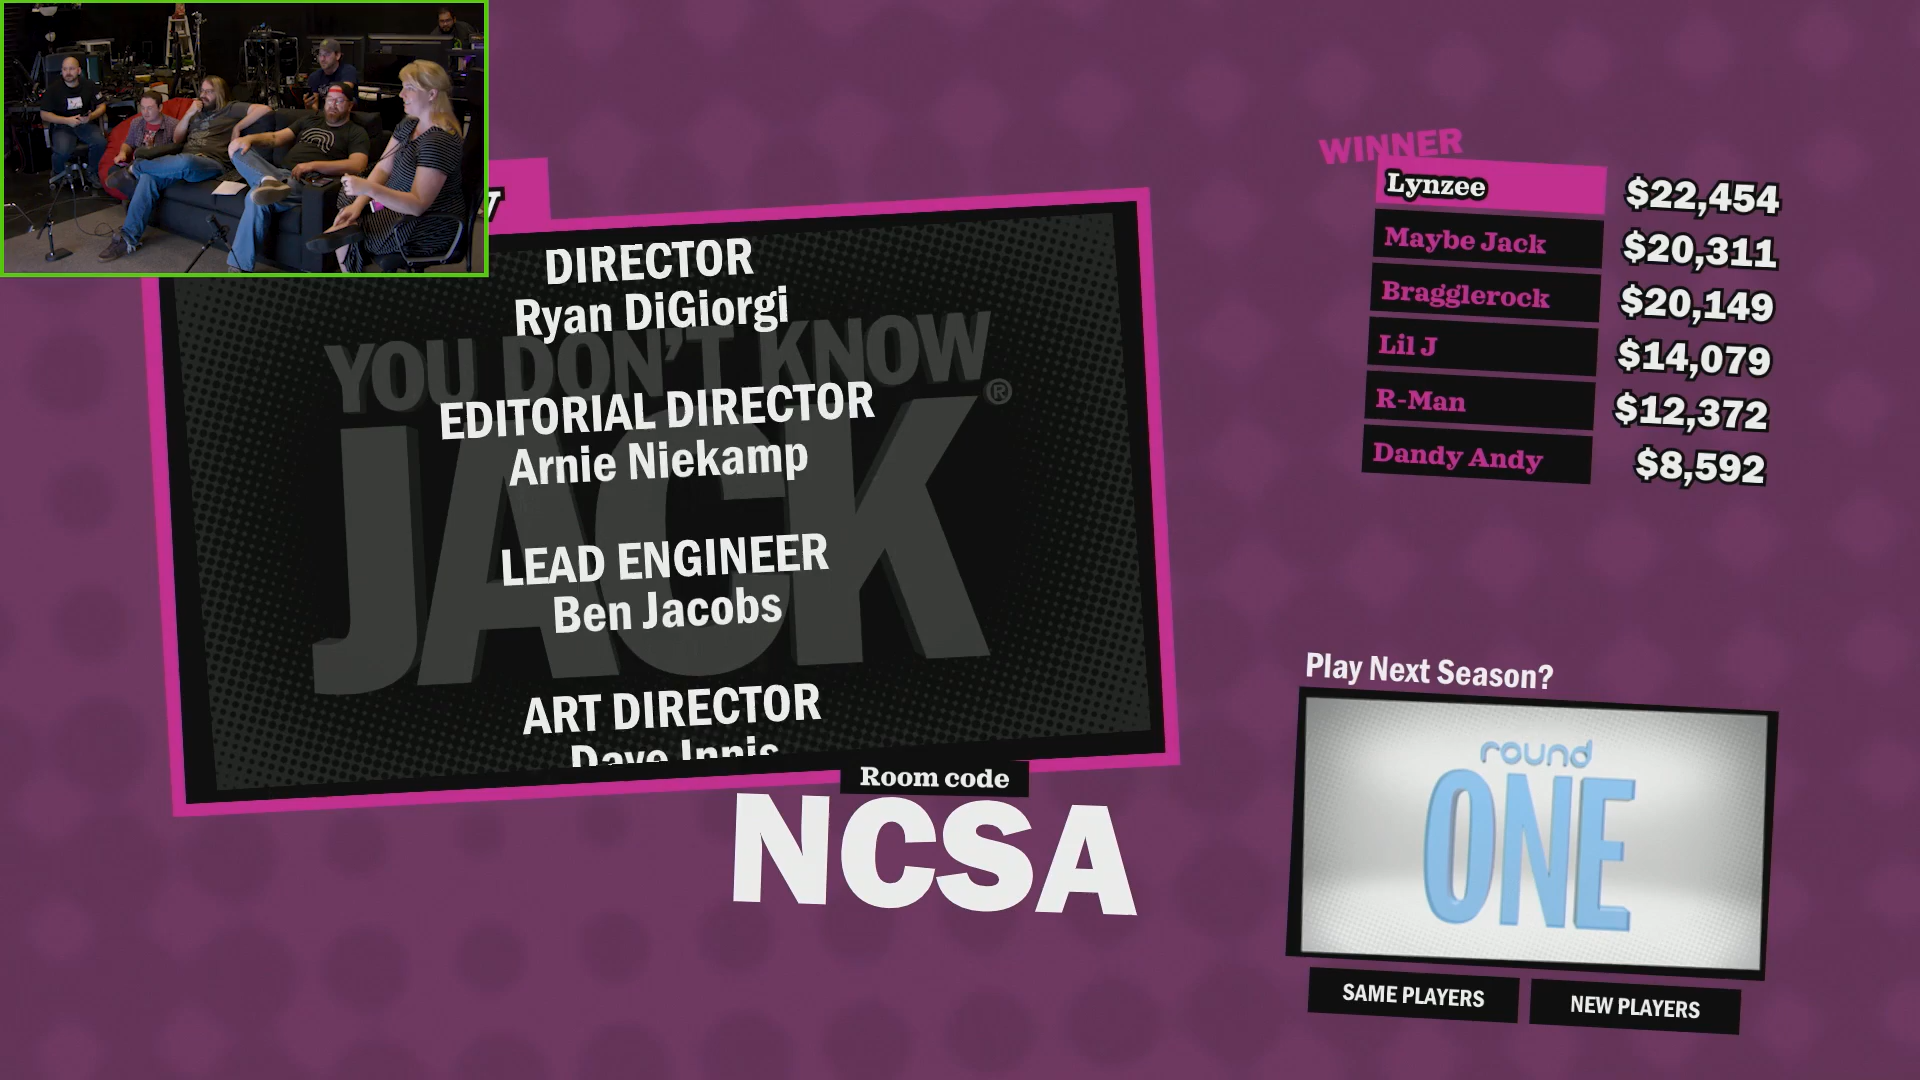 DIRECTOR
Ryan DiGiorgi
YOU DON'T KNOW
JACK®
EDITORIAL DIRECTOR
Arnie Niekamp
LEAD ENGINEER
Ben Jacobs
ART DIRECTOR
Dave Innis
Room code
NCSA
WINNER
Lynzee $22,454
Maybe Jack $20,311
Bragglerock $20,149
Lil J $14,079
R-Man $12,372
Dandy Andy $8,592
Play Next Season?
round
ONE
SAME PLAYERS
NEW PLAYERS